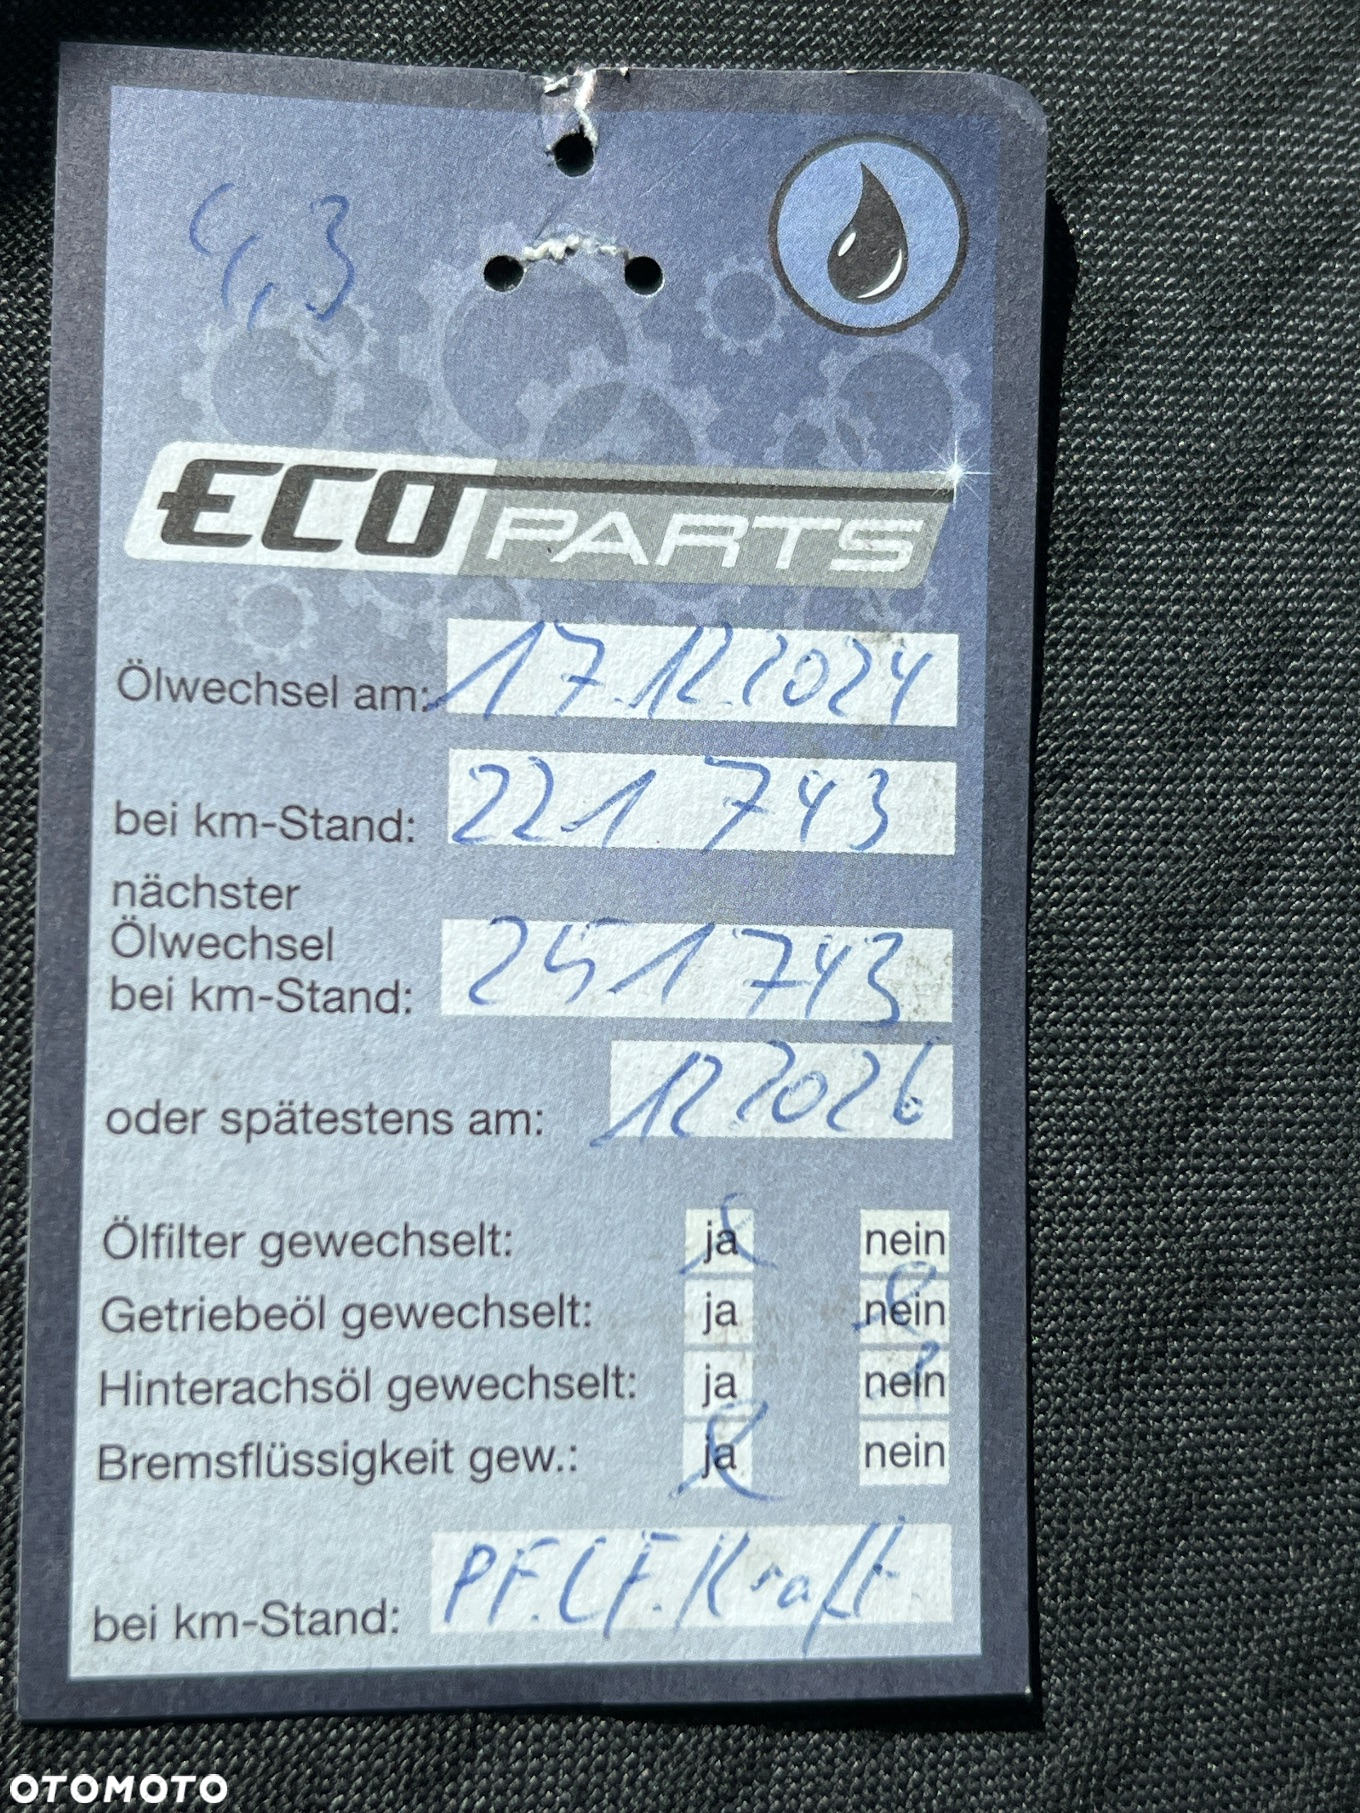 4,3
ECO PARTS
Ölwechsel am: 17.12.2024
bei km-Stand: 221 743
nächster
Ölwechsel
bei km-Stand: 251 743
oder spätestens am: 12 2026
Ölfilter gewechselt: ja nein
Getriebeöl gewechselt: ja nein
Hinterachsöl gewechselt: ja nein
Bremsflüssigkeit gew.: ja nein
bei km-Stand: PF. LF. Kraft.
OTOMOTO